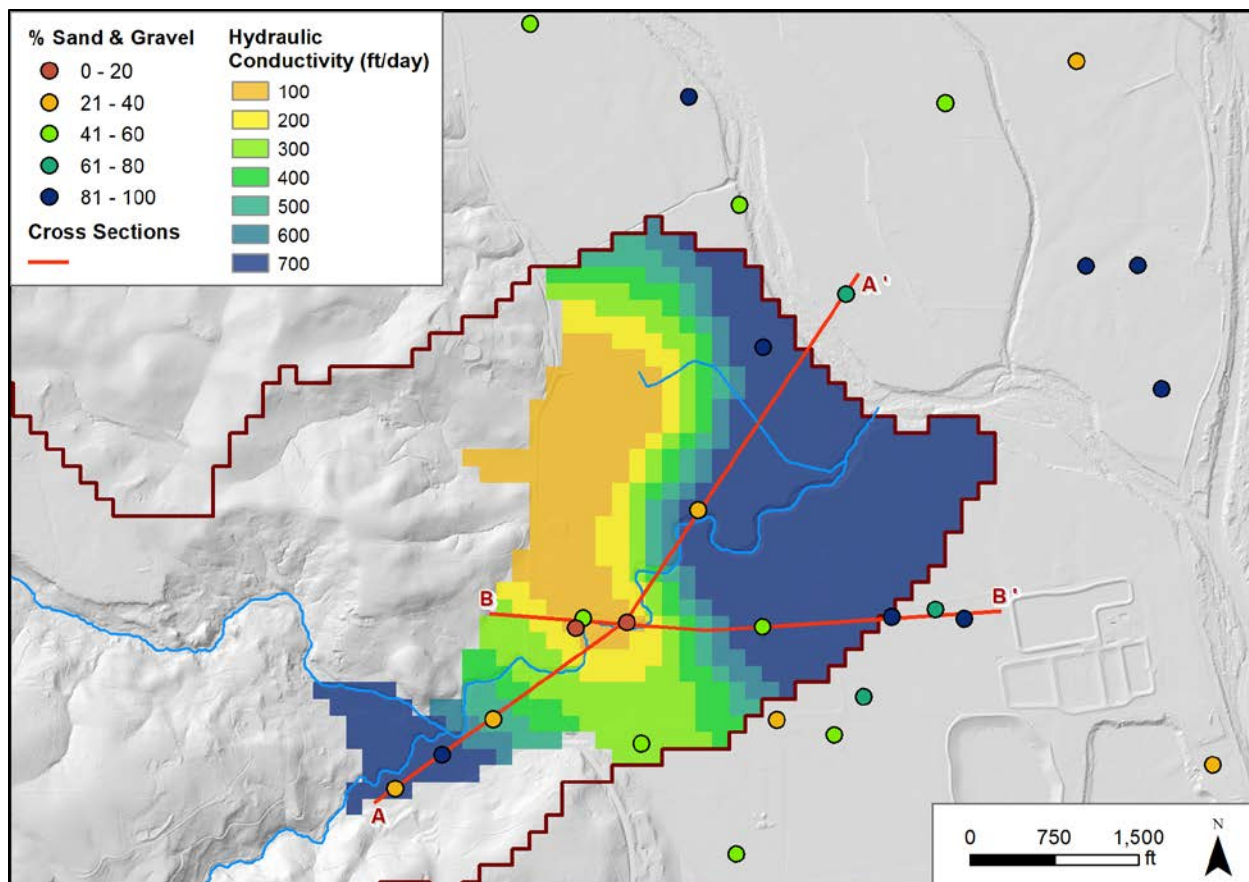 % Sand & Gravel
0 - 20
21 - 40
41 - 60
61 - 80
81 - 100
Cross Sections
Hydraulic
Conductivity (ft/day)
100
200
300
400
500
600
700
A'
B
B'
A
N
0 750 1,500
ft